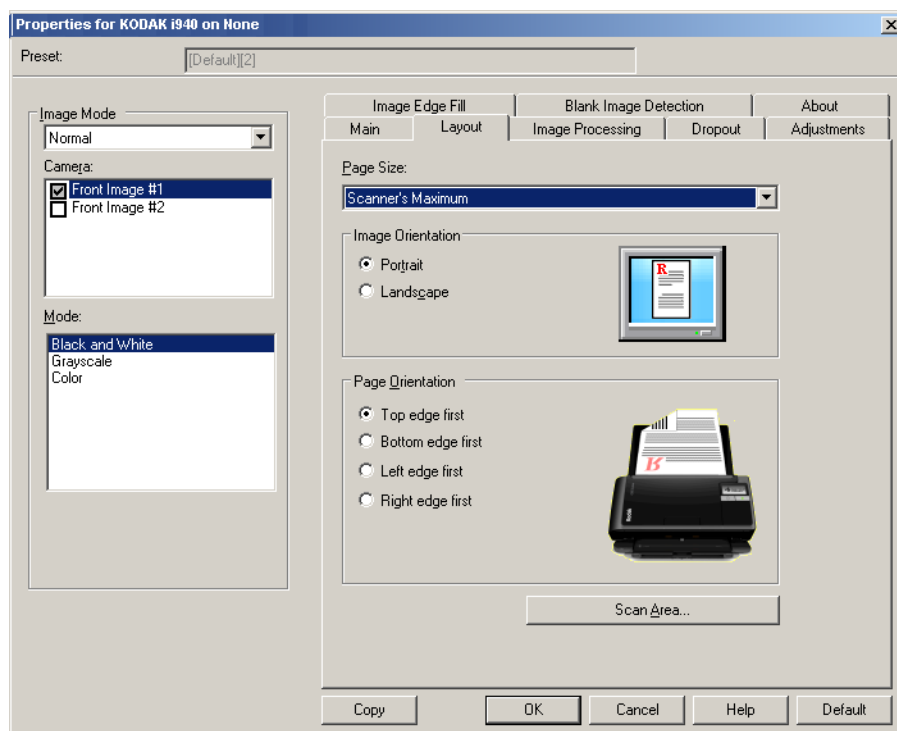 Properties for KODAK i940 on None
Preset:
[Default][2]
Image Mode
Normal
Camera:
Front Image #1
Front Image #2
Mode:
Black and White
Grayscale
Color
Image Edge Fill
Blank Image Detection
About
Main
Layout
Image Processing
Dropout
Adjustments
Page Size:
Scanner's Maximum
Image Orientation
Portrait
Landscape
R
Page Orientation
Top edge first
Bottom edge first
Left edge first
Right edge first
R
Kodak
Scan Area...
Copy
OK
Cancel
Help
Default